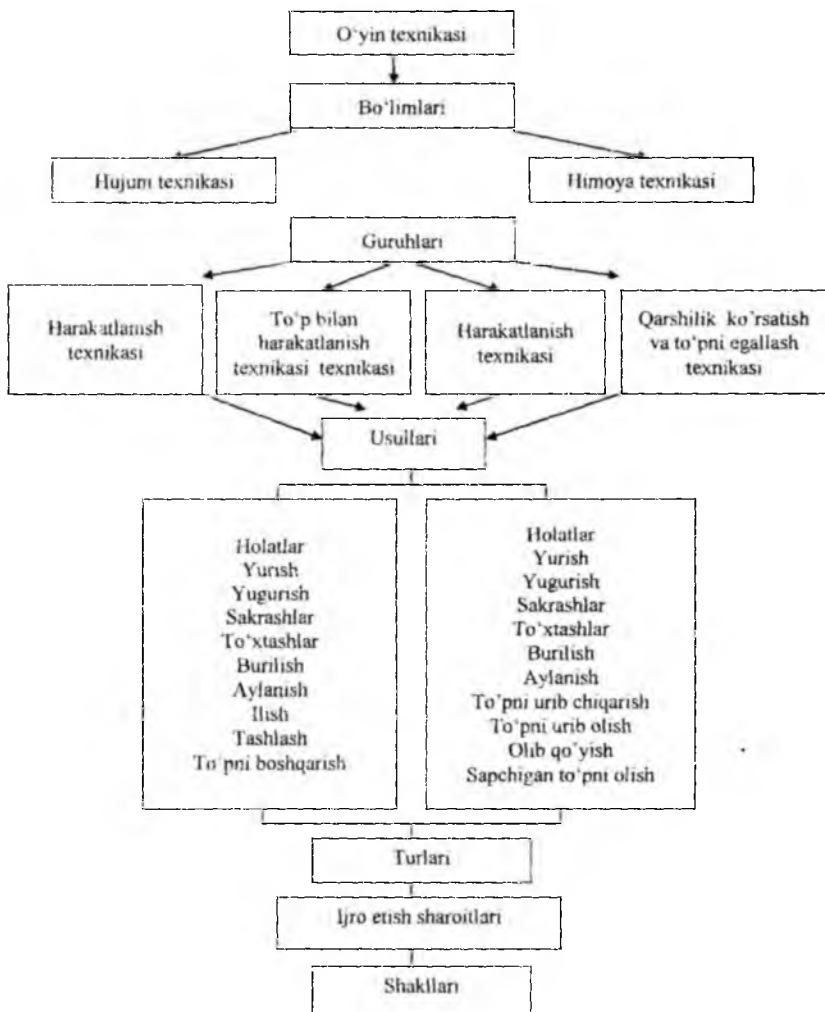 O‘yin texnikasi
Bo‘limlari
Hujum texnikasi
Himoya texnikasi
Guruhlari
Harakatlanish
texnikasi
To‘p bilan
harakatlanish
texnikasi texnikasi
Harakatlanish
texnikasi
Qarshilik ko‘rsatish
va to‘pni egallash
texnikasi
Usullari
Holatlar
Yurish
Yugurish
Sakrashlar
To‘xtashlar
Burilish
Aylanish
Ilish
Tashlash
To‘pni boshqarish
Holatlar
Yurish
Yugurish
Sakrashlar
To‘xtashlar
Burilish
Aylanish
To‘pni urib chiqarish
To‘pni urib olish
Olib qo‘yish
Sapchigan to‘pni olish
Turlari
Ijro etish sharoitlari
Shakllari